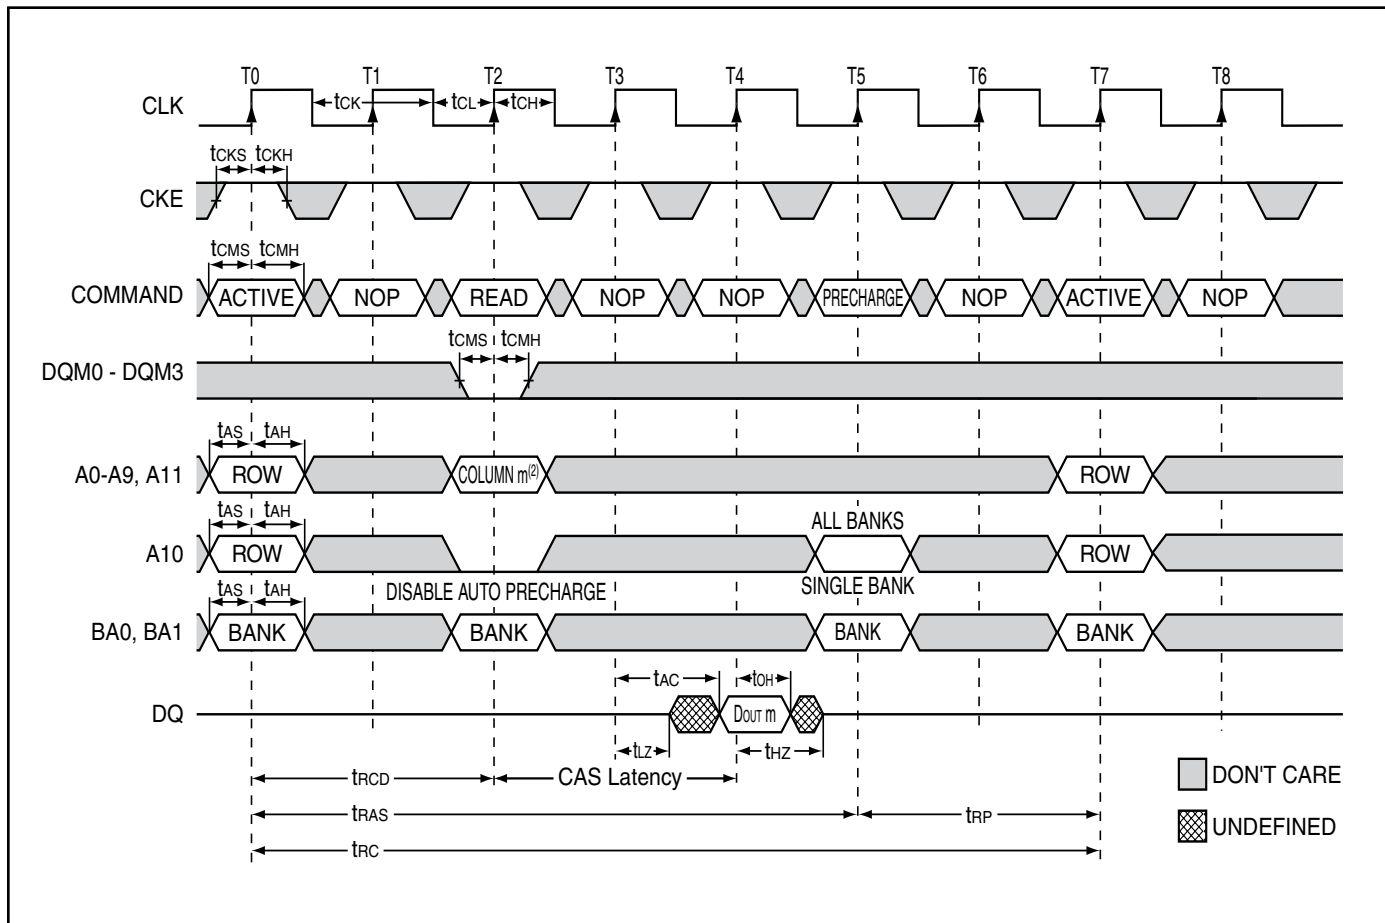 T0 T1 T2 T3 T4 T5 T6 T7 T8
CLK tCK tCL tCH
tCKS tCKH
CKE
tCMS tCMH
COMMAND ACTIVE NOP READ NOP NOP PRECHARGE NOP ACTIVE NOP
tCMS tCMH
DQM0 - DQM3
tAS tAH
A0-A9, A11 ROW COLUMN m(2) ROW
tAS tAH ALL BANKS
A10 ROW ROW
DISABLE AUTO PRECHARGE SINGLE BANK
tAS tAH
BA0, BA1 BANK BANK BANK BANK
tAC tOH
DQ DOUT m
tLZ tHZ
tRCD CAS Latency
DON'T CARE
tRAS tRP
UNDEFINED
tRC